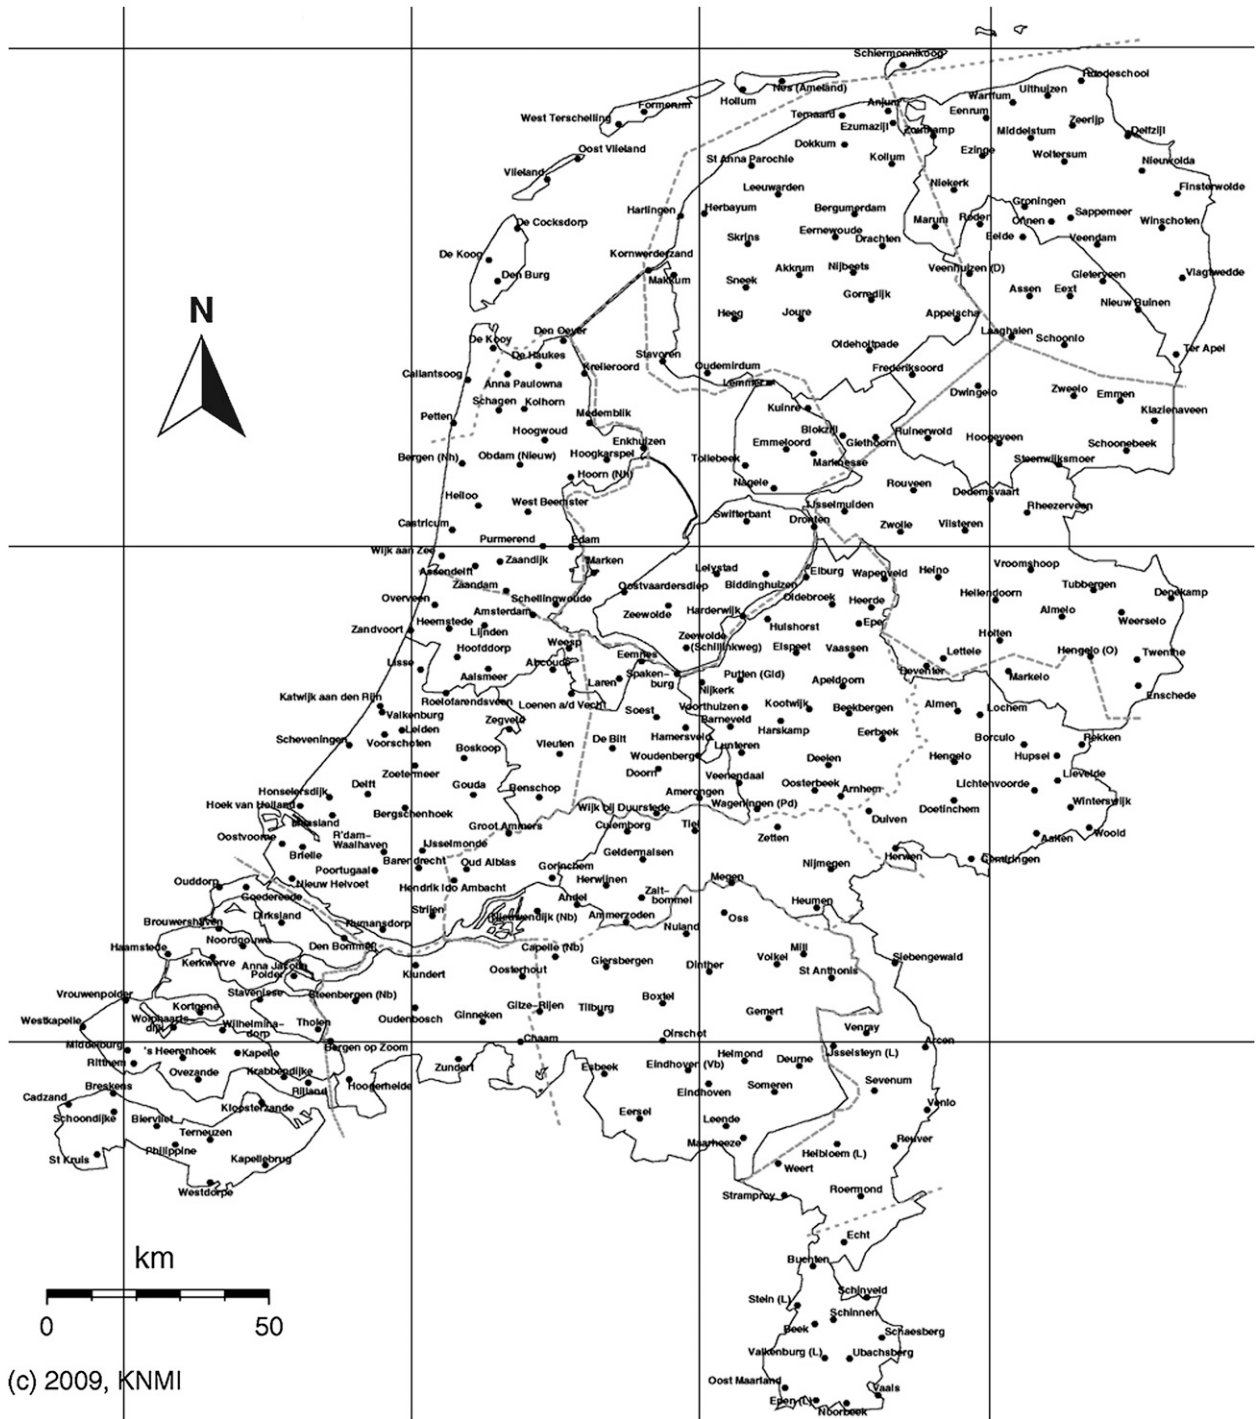 Schiermonnikoog
Roodeschool
Nes (Ameland)
Hollum
Uithuizen
Warffum
Formerum
Anjum
Eenrum
West Terschelling
Ternaard
Ezumazijl
Zoutkamp
Zeerijp
Middelstum
Delfzijl
Dokkum
Oost Vlieland
Kollum
Ezinge
Woltersum
St Anna Parochie
Nieuwolda
Vlieland
Leeuwarden
Niekerk
Finsterwolde
Harlingen
Herbayum
Bergumerdam
Groningen
Sappemeer
De Cocksdorp
Marum
Roden
Onnen
Winschoten
Eernewoude
Skrins
Drachten
Eelde
Veendam
De Koog
Kornwerderzand
Akkrum
Nijbeets
Veenhuizen (D)
Den Burg
Makkum
Sneek
Gieterveen
Vlagtwedde
Gorredijk
Assen
Eext
N
Nieuw Buinen
Heeg
Joure
Appelscha
Den Oever
De Kooy
Laaghalen
Schoonlo
De Haukes
Stavoren
Oldeholtpade
Ter Apel
Callantsoog
Kreileroord
Oudemirdum
Frederiksoord
Anna Paulowna
Lemmer
Dwingelo
Zweelo
Emmen
Schagen
Kolhorn
Kuinre
Klazienaveen
Petten
Medemblik
Blokzijl
Hoogwoud
Ruinerwold
Hoogeveen
Enkhuizen
Emmeloord
Giethoorn
Schoonebeek
Bergen (Nh)
Obdam (Nieuw)
Hoogkarspel
Tollebeek
Marknesse
Steenwijksmoer
Hoorn (Nh)
Nagele
Rouveen
Dedemsvaart
Heiloo
West Beemster
IJsselmuiden
Rheezerveen
Swifterbant
Dronten
Castricum
Zwolle
Vilsteren
Purmerend
Edam
Wijk aan Zee
Zaandijk
Marken
Assendelft
Lelystad
Elburg
Wapenveld
Heino
Vroomshoop
Zaandam
Oostvaardersdiep
Biddinghuizen
Tubbergen
Overveen
Schellingwoude
Oldebroek
Heerde
Hellendoorn
Denekamp
Amsterdam
Zeewolde
Harderwijk
Almelo
Heemstede
Hulshorst
Epe
Weerselo
Zandvoort
Lijnden
Zeewolde
(Schillinkweg)
Holten
Hoofddorp
Weesp
Eemnes
Elspeet
Vaassen
Lettele
Hengelo (O)
Twenthe
Lisse
Abcoude
Spaken-
burg
Putten (Gld)
Deventer
Markelo
Aalsmeer
Laren
Nijkerk
Apeldoorn
Enschede
Katwijk aan den Rijn
Roelofarendsveen
Loenen a/d Vecht
Voorthuizen
Kootwijk
Beekbergen
Almen
Lochem
Valkenburg
Zegveld
Soest
Barneveld
Harskamp
Leiden
Scheveningen
Voorschoten
Boskoop
Vleuten
De Bilt
Hamersveld
Lunteren
Eerbeek
Borculo
Rekken
Woudenberg
Deelen
Hengelo
Hupsel
Zoetermeer
Doorn
Veenendaal
Oosterbeek
Arnhem
Lichtenvoorde
Lievelde
Delft
Gouda
Benschop
Amerongen
Honselersdijk
Hoek van Holland
Wijk bij Duurstede
Wageningen (Pd)
Doetinchem
Winterswijk
Bergschenhoek
Maasland
Groot Ammers
Culemborg
Tiel
Duiven
Oostvoorne
R'dam-
Waalhaven
Zetten
Aalten
Woold
IJsselmonde
Geldermalsen
Brielle
Barendrecht
Oud Alblas
Gorinchem
Nijmegen
Herwen
Gendringen
Poortugaal
Herwijnen
Megen
Ouddorp
Nieuw Helvoet
Hendrik Ido Ambacht
Zalt-
bommel
Goedereede
Andel
Heumen
Dirksland
Strijen
Nieuwendijk (Nb)
Ammerzoden
Oss
Brouwershaven
Numansdorp
Nuland
Noordgouwe
Den Bommel
Haamstede
Capelle (Nb)
Mill
Kerkwerve
Anna Jacoba
Polder
Giersbergen
Dinther
Volkel
Siebengewald
Klundert
Oosterhout
St Anthonis
Vrouwenpolder
Stavenisse
Steenbergen (Nb)
Boxtel
Kortgene
Oudenbosch
Gilze-Rijen
Tilburg
Gemert
Westkapelle
Wolphaarts-
dijk
Wilhelmina-
dorp
Tholen
Ginneken
Venray
Oirschot
Middelburg
's Heerenhoek
Kapelle
Bergen op Zoom
Chaam
Arcen
Ritthem
Zundert
Esbeek
Eindhoven (Vb)
Helmond
Deurne
IJsselsteyn (L)
Ovezande
Krabbendijke
Hoogerheide
Breskens
Rilland
Eindhoven
Someren
Sevenum
Cadzand
Kloosterzande
Venlo
Schoondijke
Biervliet
Eersel
Leende
Terneuzen
Maarheeze
Reuver
Philippine
Heibloem (L)
St Kruis
Kapellebrug
Weert
Westdorpe
Stramproy
Roermond
Echt
km
Buchten
0
50
Stein (L)
Schinveld
Schinnen
Beek
Schaesberg
Valkenburg (L)
Ubachsberg
(c) 2009, KNMI
Oost Maarland
Vaals
Epen (L)
Noorbeek